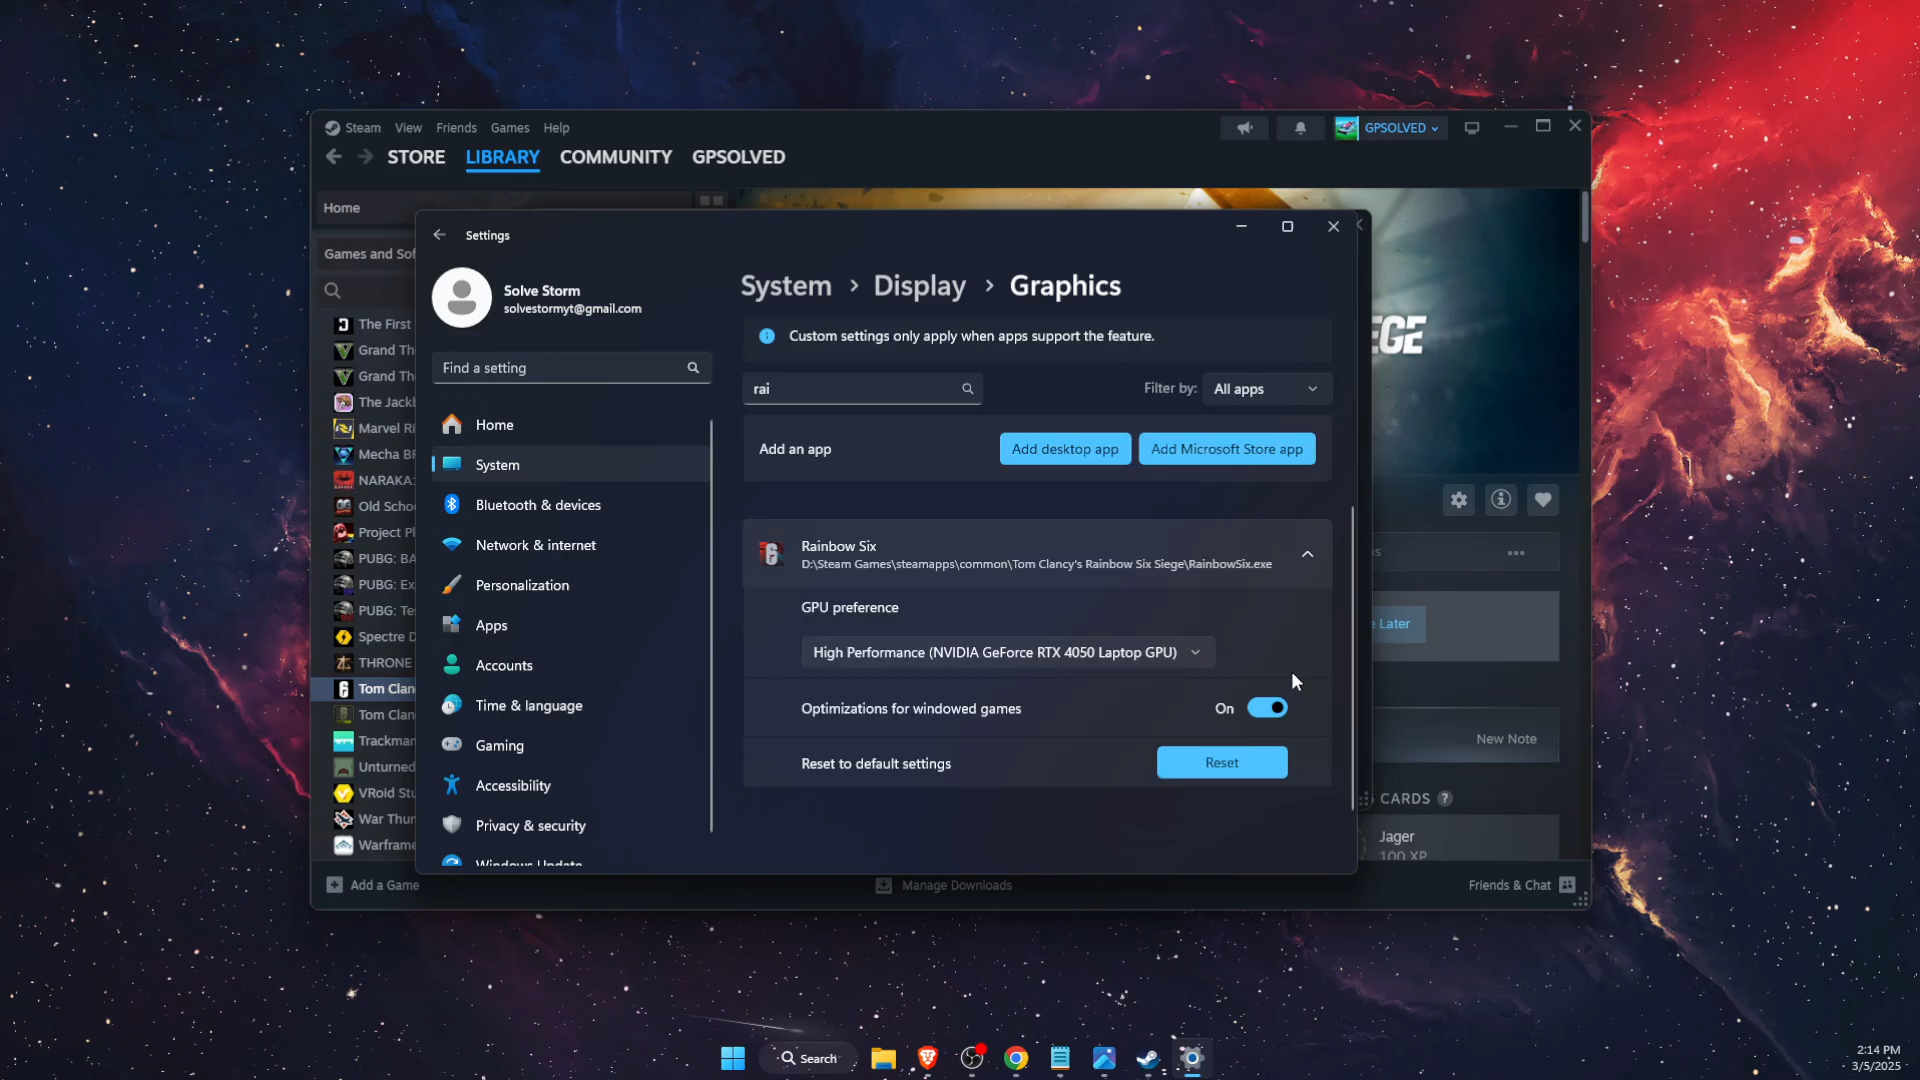 Steam View Friends Games Help
GPSOLVED
STORE LIBRARY COMMUNITY GPSOLVED
Home
Games and Sof
The First
Grand Th
Grand Th
The Jackb
Marvel Ri
Mecha BR
NARAKA:
Old Scho
Project Pl
PUBG: BA
PUBG: Ex
PUBG: Te
Spectre D
THRONE
Tom Clan
Tom Clan
Trackman
Unturned
VRoid Stu
War Thun
Warframe
Add a Game
Manage Downloads
Friends & Chat
Settings
Solve Storm
solvestormyt@gmail.com
Find a setting
Home
System
Bluetooth & devices
Network & internet
Personalization
Apps
Accounts
Time & language
Gaming
Accessibility
Privacy & security
Windows Update
System > Display > Graphics
Custom settings only apply when apps support the feature.
rai
Filter by: All apps
Add an app
Add desktop app
Add Microsoft Store app
Rainbow Six
D:\Steam Games\steamapps\common\Tom Clancy's Rainbow Six Siege\RainbowSix.exe
GPU preference
High Performance (NVIDIA GeForce RTX 4050 Laptop GPU)
Optimizations for windowed games
On
Reset to default settings
Reset
EGE
s
e Later
New Note
CARDS ?
Jager
100 XP
Search
2:14 PM
3/5/2025